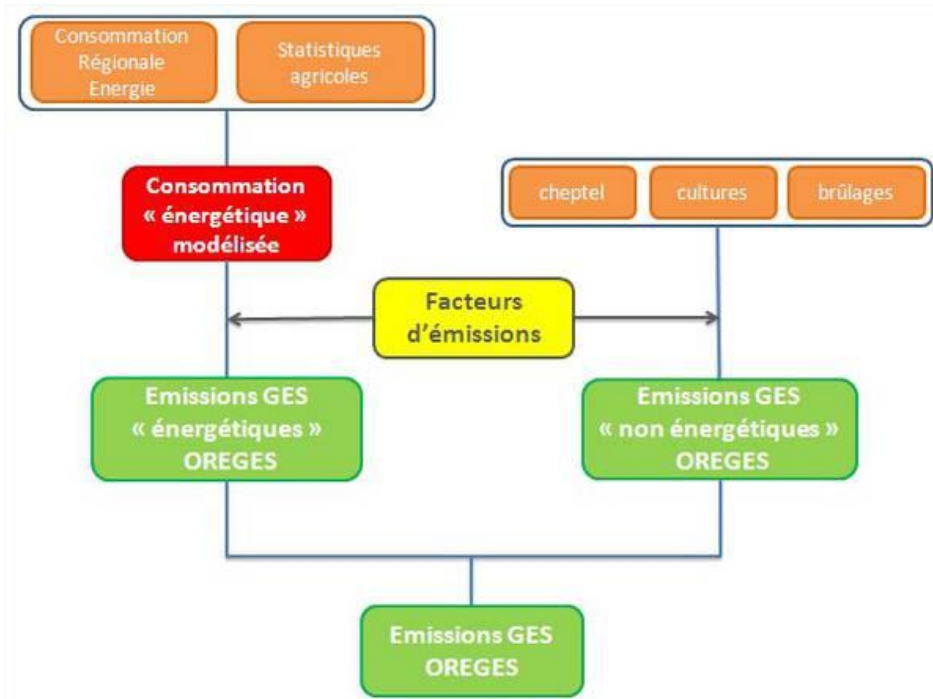 Consommation
Régionale
Energie
Statistiques
agricoles
Consommation
« énergétique »
modélisée
cheptel
cultures
brûlages
Facteurs
d’émissions
Emissions GES
« énergétiques »
OREGES
Emissions GES
« non énergétiques »
OREGES
Emissions GES
OREGES